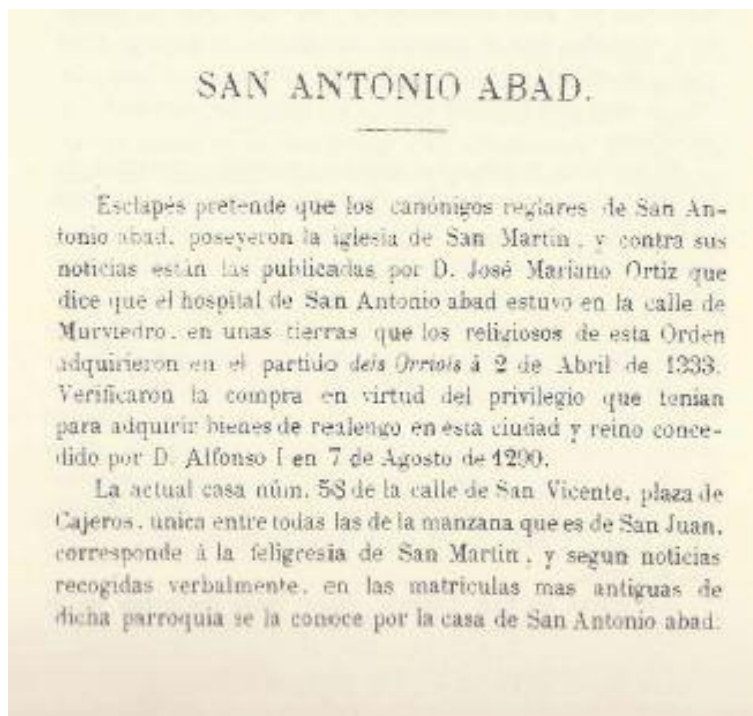 SAN ANTONIO ABAD.
Esclapés pretende que los canónigos reglares de San An-
tonio abad, poseyeron la iglesia de San Martin, y contra sus
noticias están las publicadas por D. José Mariano Ortiz que
dice que el hospital de San Antonio abad estuvo en la calle de
Murviedro, en unas tierras que los religiosos de esta Orden
adquirieron en el partido dels Orriols á 2 de Abril de 1333.
Verificaron la compra en virtud del privilegio que tenian
para adquirir bienes de realengo en esta ciudad y reino conce-
dido por D. Alfonso I en 7 de Agosto de 1290.
La actual casa núm. 58 de la calle de San Vicente, plaza de
Cajeros, única entre todas las de la manzana que es de San Juan,
corresponde á la feligresia de San Martin, y segun noticias
recogidas verbalmente, en las matriculas mas antiguas de
dicha parroquia se la conoce por la casa de San Antonio abad.